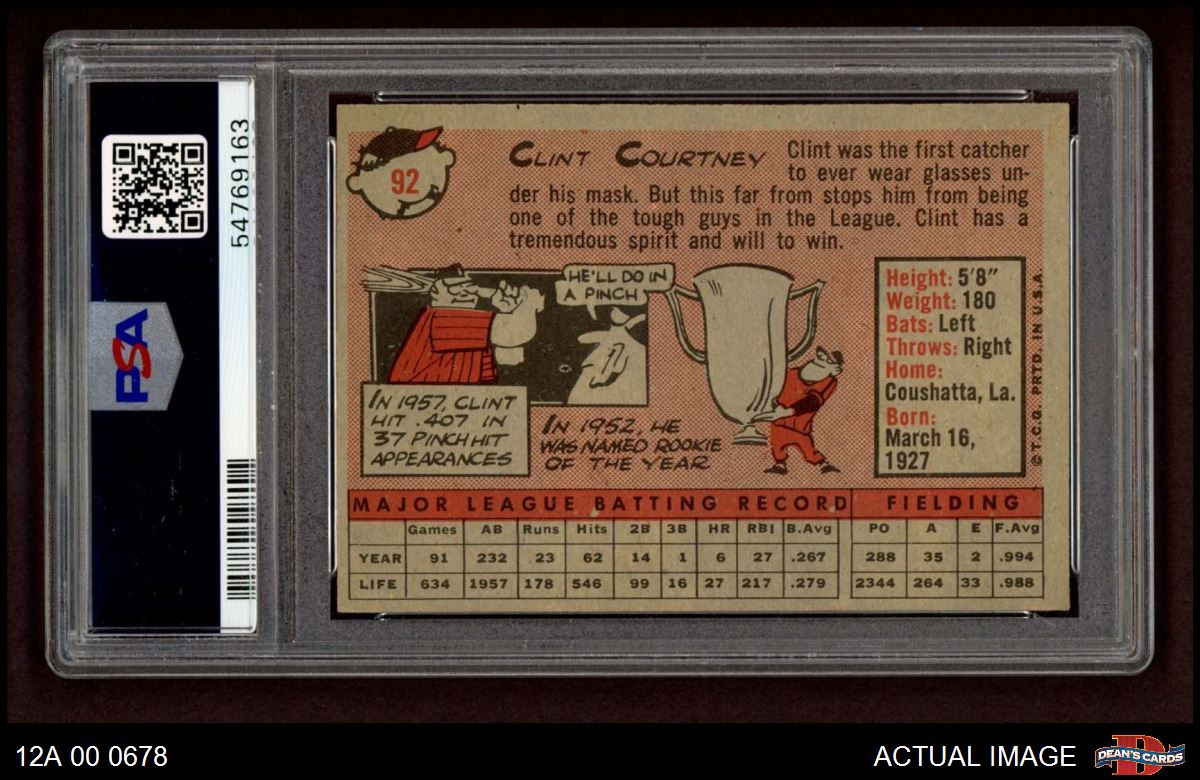 54769163
PSA
92
CLINT COURTNEY
Clint was the first catcher
to ever wear glasses un-
der his mask. But this far from stops him from being
one of the tough guys in the League. Clint has a
tremendous spirit and will to win.
HE'LL DO IN
A PINCH
IN 1957, CLINT
HIT .407 IN
37 PINCH HIT
APPEARANCES
IN 1952, HE
WAS NAMED ROOKIE
OF THE YEAR
Height: 5'8"
Weight: 180
Bats: Left
Throws: Right
Home:
Coushatta, La.
Born:
March 16,
1927
© T.C.G. PRTD. IN U.S.A
MAJOR LEAGUE BATTING RECORD FIELDING
Games AB Runs Hits 2B 3B HR RBI B.Avg PO A E F.Avg
YEAR 91 232 23 62 14 1 6 27 .267 288 35 2 .994
LIFE 634 1957 178 546 99 16 27 217 .279 2344 264 33 .988
12A 00 0678
ACTUAL IMAGE
DEAN'S CARDS